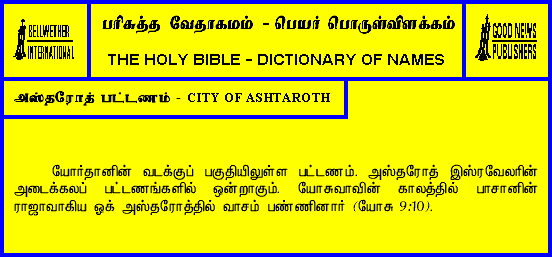 BELLWETHER
INTERNATIONAL
பரிசுத்த வேதாகமம் - பெயர் பொருள்விளக்கம்
THE HOLY BIBLE - DICTIONARY OF NAMES
GOOD NEWS
PUBLISHERS
அஸ்தரோத் பட்டணம் - CITY OF ASHTAROTH
யோர்தானின் வடக்குப் பகுதியிலுள்ள பட்டணம். அஸ்தரோத் இஸ்ரவேலரின்
அடைக்கலப் பட்டணங்களில் ஒன்றாகும். யோசுவாவின் காலத்தில் பாசானின்
ராஜாவாகிய ஓக் அஸ்தரோத்தில் வாசம் பண்ணினார் (யோசு 9:10).